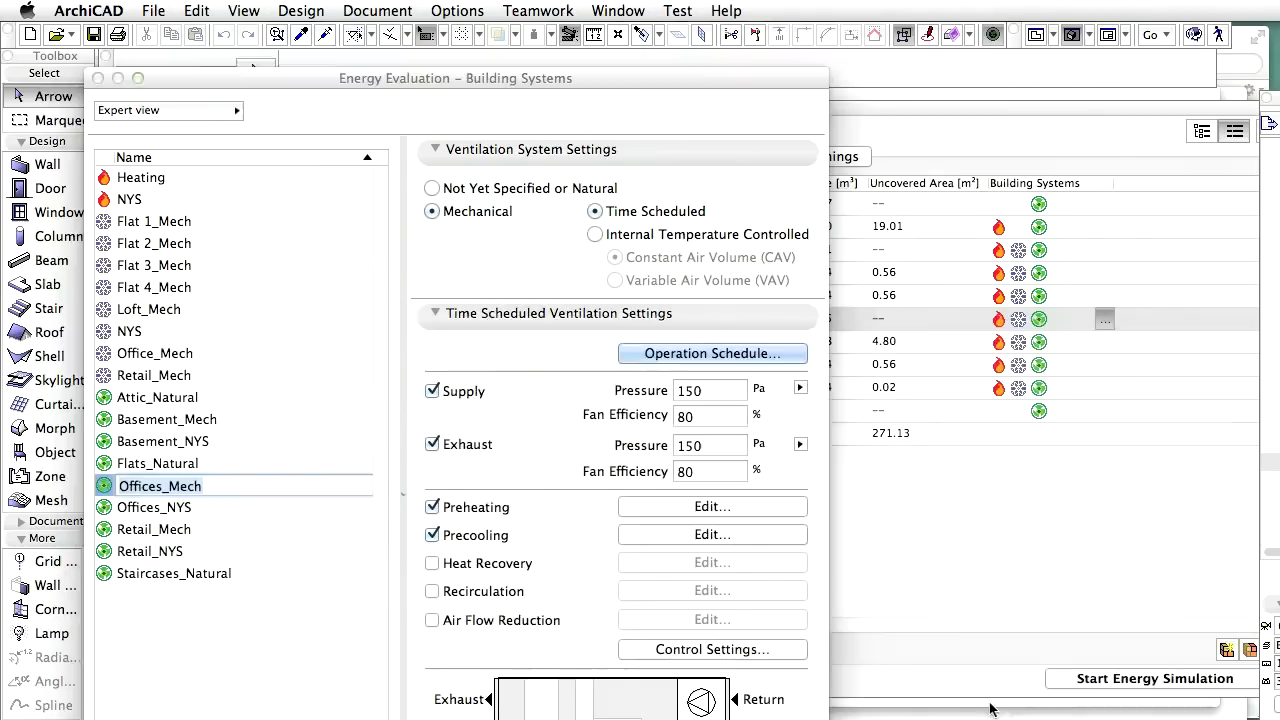 ArchiCAD File Edit View Design Document Options Teamwork Window Test Help
Go
Toolbox
Select
Arrow
Marque
Design
Wall
Door
Window
Column
Beam
Slab
Stair
Roof
Shell
Skylight
Curtai...
Morph
Object
Zone
Mesh
Document
More
Grid ...
Wall ...
Corn...
Lamp
Radia...
Angl...
Spline
Energy Evaluation – Building Systems
Expert view
Name
Heating
NYS
Flat 1_Mech
Flat 2_Mech
Flat 3_Mech
Flat 4_Mech
Loft_Mech
NYS
Office_Mech
Retail_Mech
Attic_Natural
Basement_Mech
Basement_NYS
Flats_Natural
Offices_Mech
Offices_NYS
Retail_Mech
Retail_NYS
Staircases_Natural
Ventilation System Settings
Not Yet Specified or Natural
Mechanical
Time Scheduled
Internal Temperature Controlled
Constant Air Volume (CAV)
Variable Air Volume (VAV)
Time Scheduled Ventilation Settings
Operation Schedule...
Supply Pressure 150 Pa
Fan Efficiency 80 %
Exhaust Pressure 150 Pa
Fan Efficiency 80 %
Preheating Edit...
Precooling Edit...
Heat Recovery Edit...
Recirculation Edit...
Air Flow Reduction Edit...
Control Settings...
Exhaust Return
[m³] Uncovered Area [m²] Building Systems
--
19.01
--
0.56
0.56
-- ...
4.80
0.56
0.02
--
271.13
Start Energy Simulation